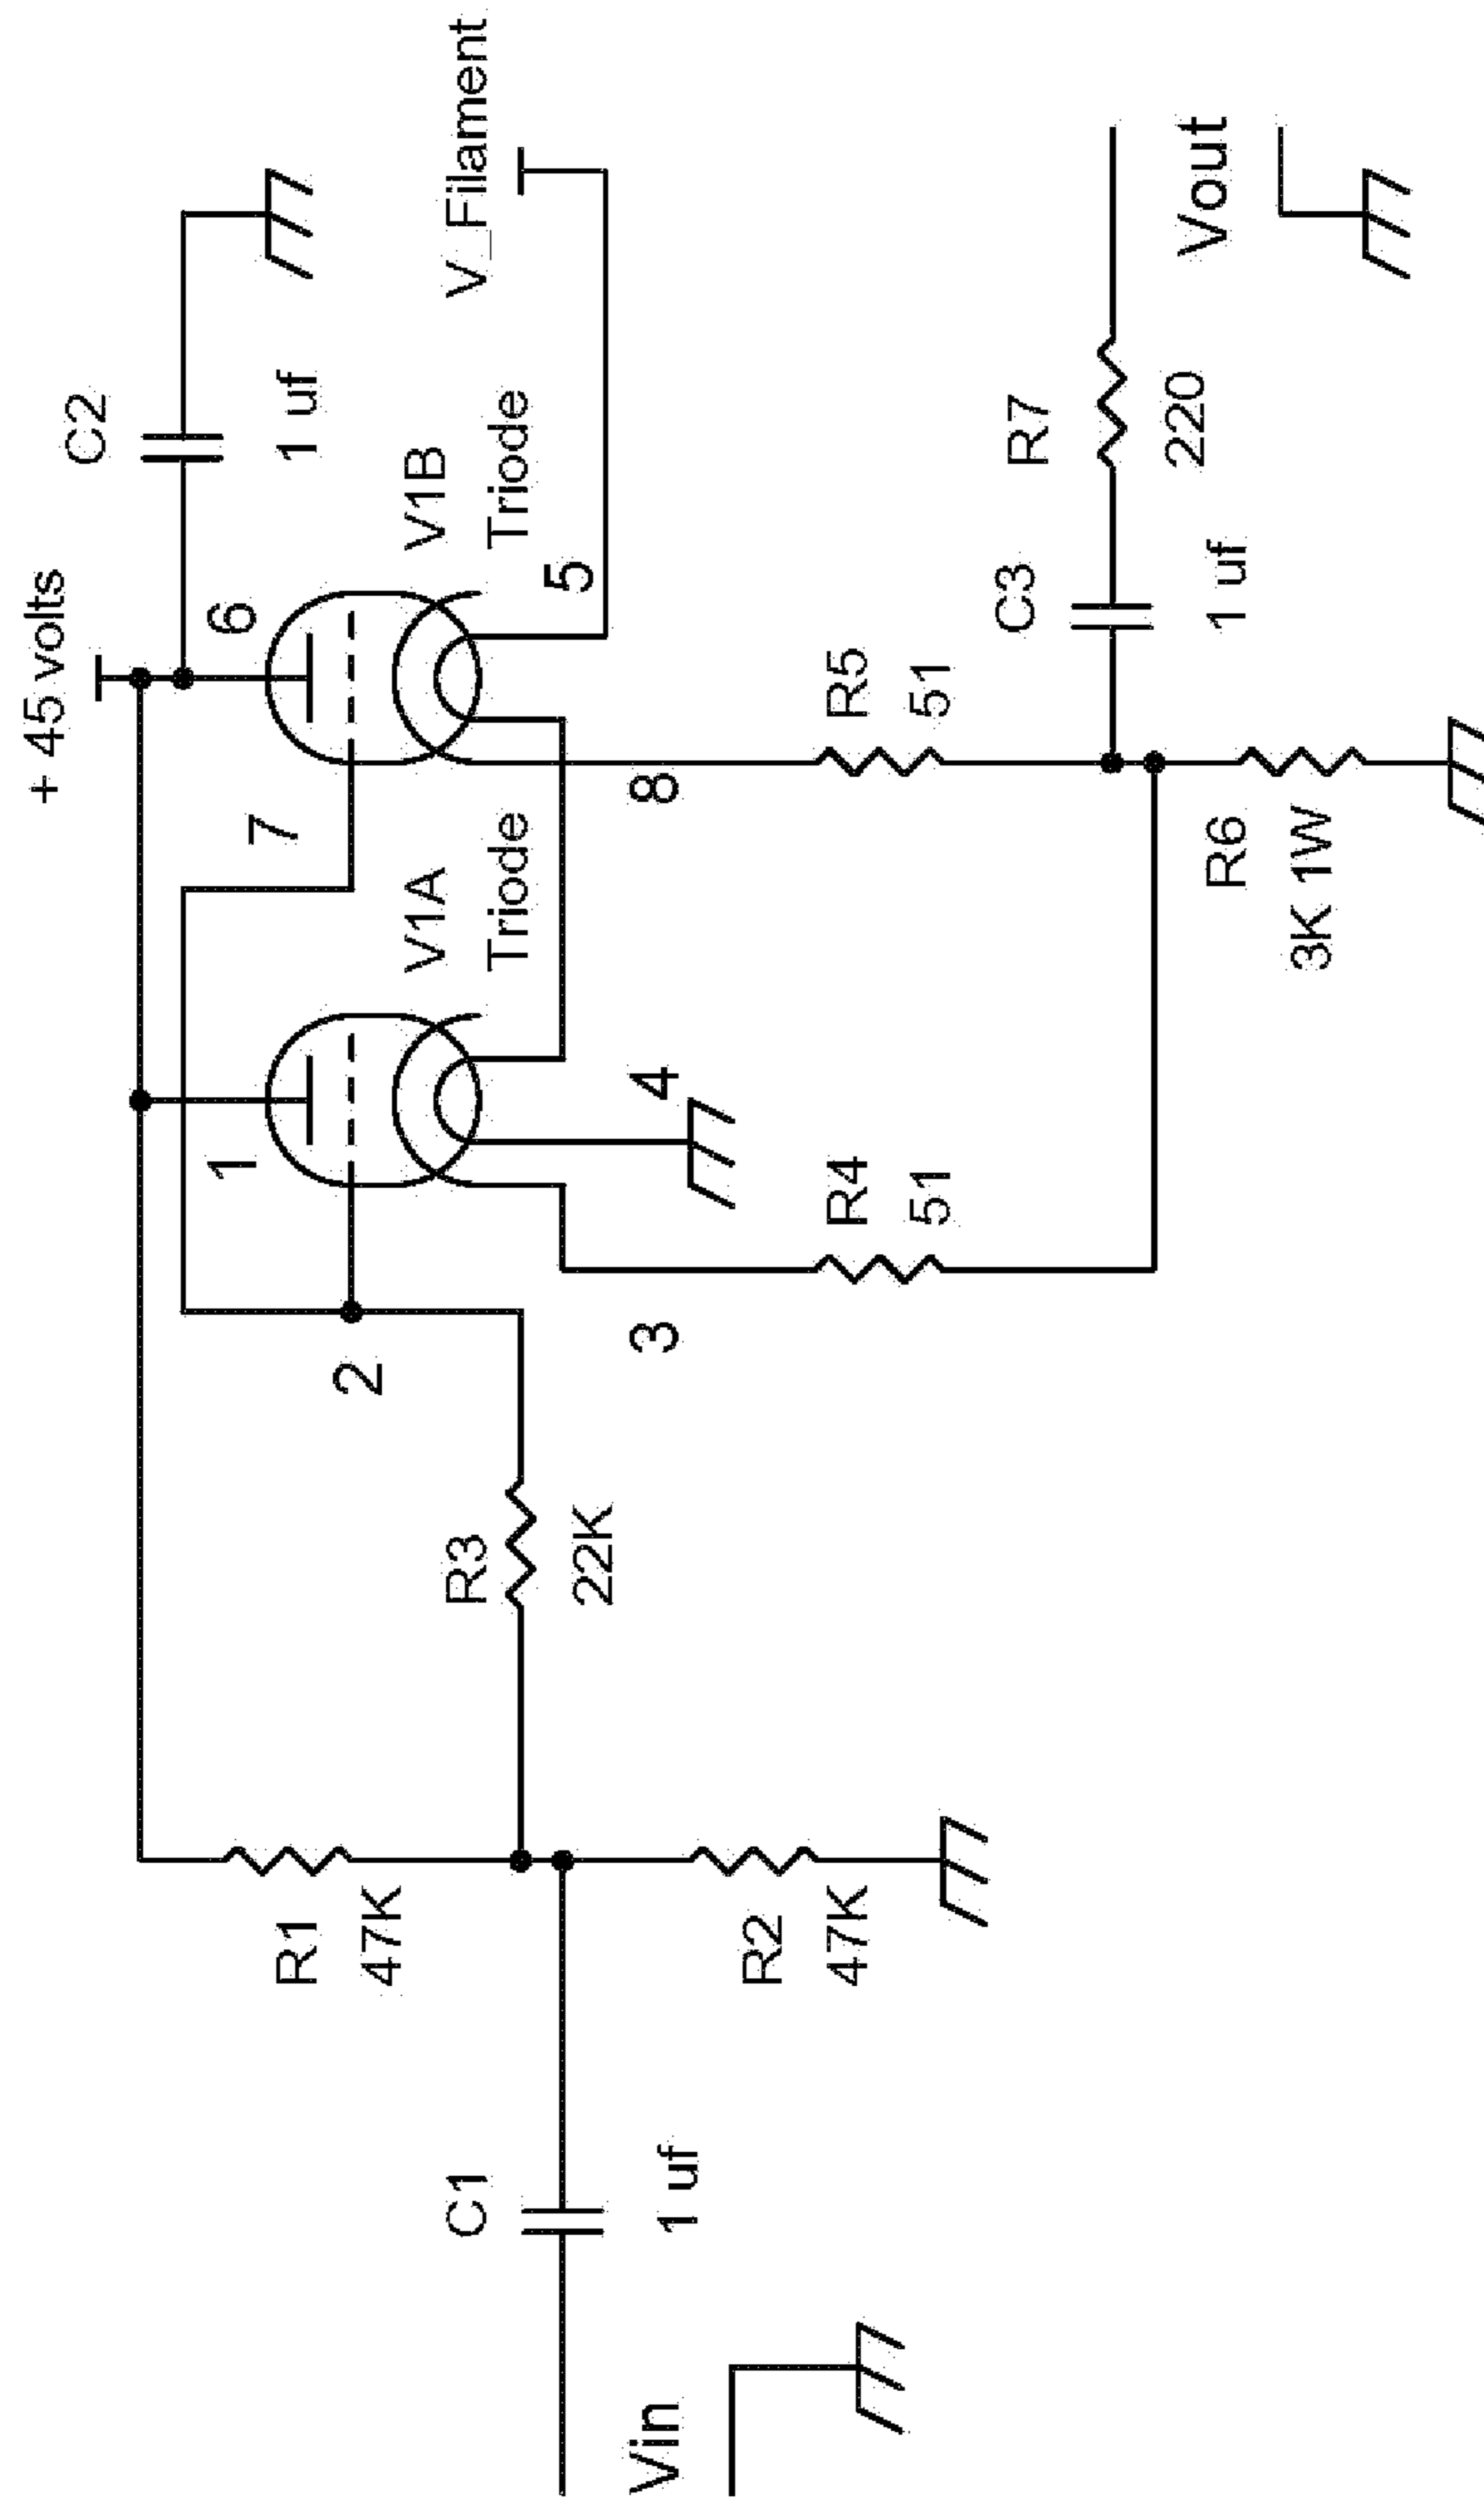 + 45 volts
C2
1 uf
6
7
V1B
Triode
V_Filament
5
1
2
V1A
Triode
4
3
8
R1
47K
R3
22K
C1
1 uf
Vin
R2
47K
R4
51
R5
51
C3
1 uf
R7
220
Vout
R6
3K 1W